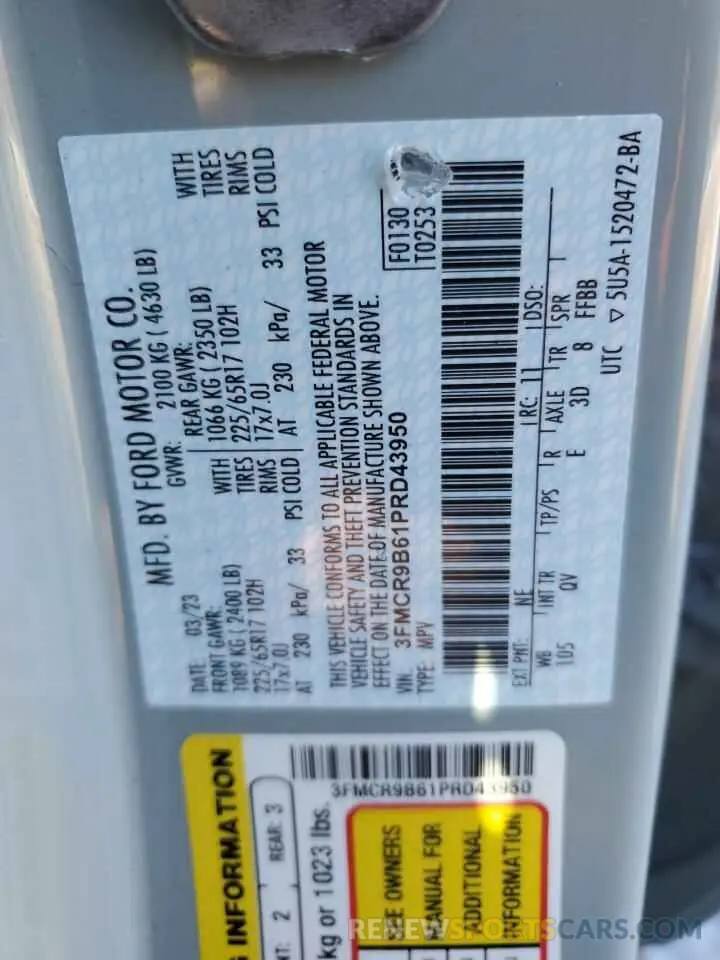 MFD. BY FORD MOTOR CO.
DATE: 03/23 GVWR: 2100 KG ( 4630 LB)
FRONT GAWR: REAR GAWR:
1089 KG ( 2400 LB) WITH 1066 KG ( 2350 LB) WITH
225/65R17 102H TIRES 225/65R17 102H TIRES
17x7.0J RIMS 17x7.0J RIMS
AT 230 kPa/ 33 PSI COLD AT 230 kPa/ 33 PSI COLD
THIS VEHICLE CONFORMS TO ALL APPLICABLE FEDERAL MOTOR
VEHICLE SAFETY AND THEFT PREVENTION STANDARDS IN
EFFECT ON THE DATE OF MANUFACTURE SHOWN ABOVE.
VIN: 3FMCR9B61PRD43950 F0130
TYPE: MPV T0253
EXT PNT: NE RC: 11 DSO:
WB INT TR TP/PS R AXLE TR SPR
105 QV E 3D 8 FFBB
UTC ▽ 5U5A-1520472-BA
INFORMATION
2 REAR: 3
3FMCR9B61PRD43950
kg or 1023 lbs.
SEE OWNERS
MANUAL FOR
ADDITIONAL
INFORMATION
RENEWSPORTSCARS.COM